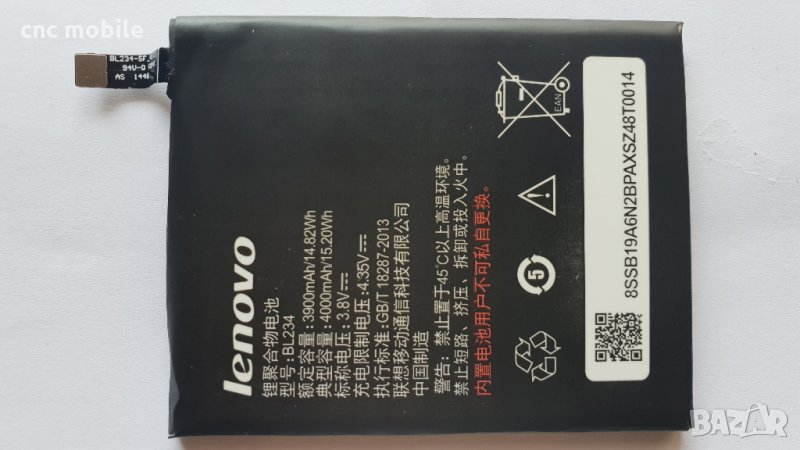 cnc mobile
BL234-SF.
94V-0
AS 1446
lenovo
锂聚合物电池
型号: BL234
额定容量: 3900mAh/14.82Wh
典型容量: 4000mAh/15.20Wh
标称电压: 3.8V⎓
充电限制电压: 4.35V⎓
执行标准: GB/T 18287-2013
联想移动通信科技有限公司
中国制造
警告: 禁止置于45℃以上高温环境。
禁止短路、挤压、拆卸或投入火中。
内置电池用户不可私自更换。
EAN
5
8SSB19A6N2BPAXSZ48T0014
BAZAR